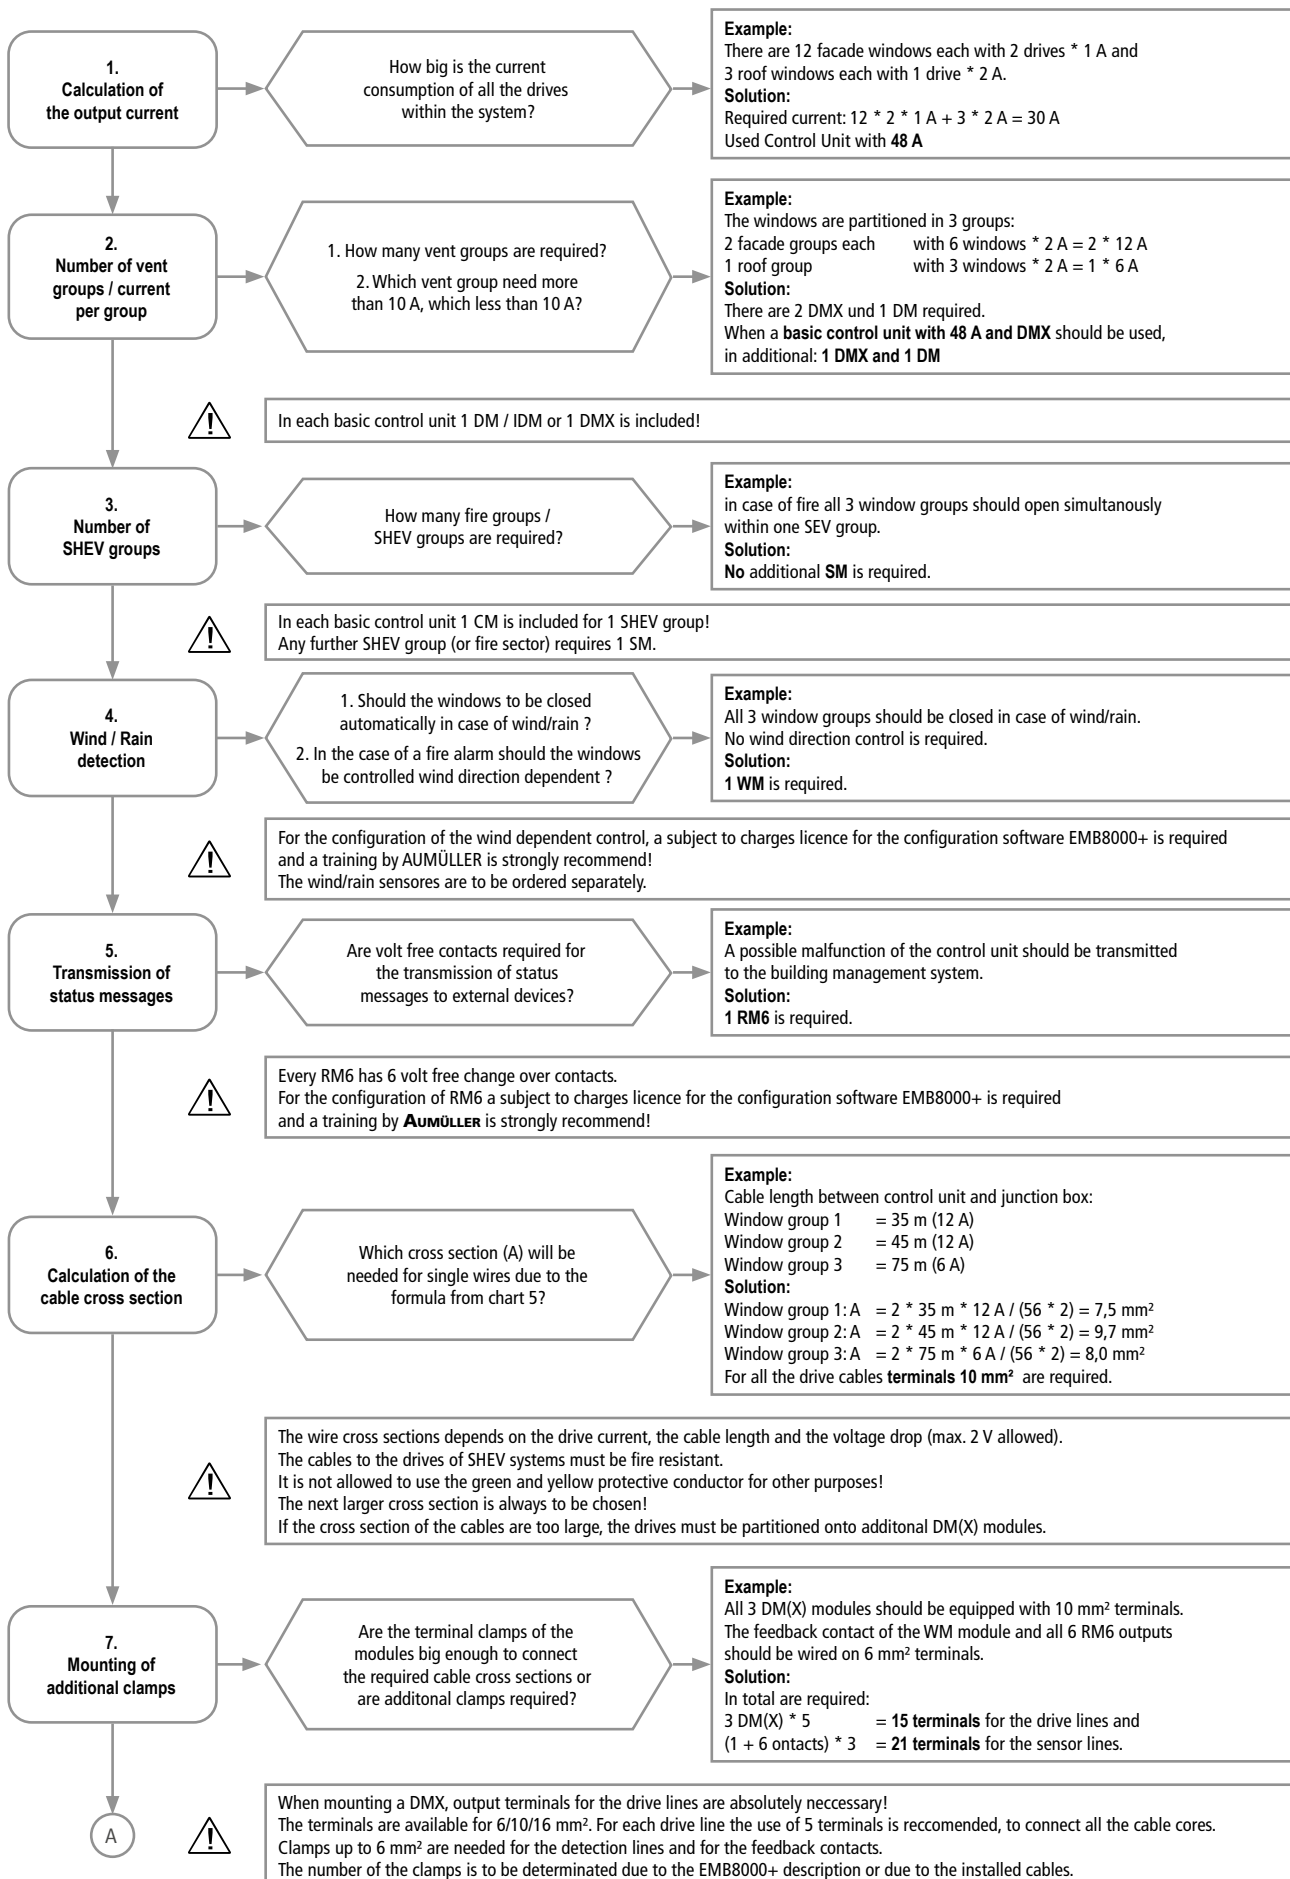 1.
Calculation of
the output current
How big is the current
consumption of all the drives
within the system?
Example:
There are 12 facade windows each with 2 drives * 1 A and
3 roof windows each with 1 drive * 2 A.
Solution:
Required current: 12 * 2 * 1 A + 3 * 2 A = 30 A
Used Control Unit with 48 A
2.
Number of vent
groups / current
per group
1. How many vent groups are required?
2. Which vent group need more
than 10 A, which less than 10 A?
Example:
The windows are partitioned in 3 groups:
2 facade groups each with 6 windows * 2 A = 2 * 12 A
1 roof group with 3 windows * 2 A = 1 * 6 A
Solution:
There are 2 DMX und 1 DM required.
When a basic control unit with 48 A and DMX should be used,
in additional: 1 DMX and 1 DM
In each basic control unit 1 DM / IDM or 1 DMX is included!
3.
Number of
SHEV groups
How many fire groups /
SHEV groups are required?
Example:
in case of fire all 3 window groups should open simultanously
within one SEV group.
Solution:
No additional SM is required.
In each basic control unit 1 CM is included for 1 SHEV group!
Any further SHEV group (or fire sector) requires 1 SM.
4.
Wind / Rain
detection
1. Should the windows to be closed
automatically in case of wind/rain ?
2. In the case of a fire alarm should the windows
be controlled wind direction dependent ?
Example:
All 3 window groups should be closed in case of wind/rain.
No wind direction control is required.
Solution:
1 WM is required.
For the configuration of the wind dependent control, a subject to charges licence for the configuration software EMB8000+ is required
and a training by AUMÜLLER is strongly recommend!
The wind/rain sensores are to be ordered separately.
5.
Transmission of
status messages
Are volt free contacts required for
the transmission of status
messages to external devices?
Example:
A possible malfunction of the control unit should be transmitted
to the building management system.
Solution:
1 RM6 is required.
Every RM6 has 6 volt free change over contacts.
For the configuration of RM6 a subject to charges licence for the configuration software EMB8000+ is required
and a training by AUMÜLLER is strongly recommend!
6.
Calculation of the
cable cross section
Which cross section (A) will be
needed for single wires due to the
formula from chart 5?
Example:
Cable length between control unit and junction box:
Window group 1 = 35 m (12 A)
Window group 2 = 45 m (12 A)
Window group 3 = 75 m (6 A)
Solution:
Window group 1: A = 2 * 35 m * 12 A / (56 * 2) = 7,5 mm²
Window group 2: A = 2 * 45 m * 12 A / (56 * 2) = 9,7 mm²
Window group 3: A = 2 * 75 m * 6 A / (56 * 2) = 8,0 mm²
For all the drive cables terminals 10 mm² are required.
The wire cross sections depends on the drive current, the cable length and the voltage drop (max. 2 V allowed).
The cables to the drives of SHEV systems must be fire resistant.
It is not allowed to use the green and yellow protective conductor for other purposes!
The next larger cross section is always to be chosen!
If the cross section of the cables are too large, the drives must be partitioned onto additonal DM(X) modules.
7.
Mounting of
additional clamps
Are the terminal clamps of the
modules big enough to connect
the required cable cross sections or
are additonal clamps required?
Example:
All 3 DM(X) modules should be equipped with 10 mm² terminals.
The feedback contact of the WM module and all 6 RM6 outputs
should be wired on 6 mm² terminals.
Solution:
In total are required:
3 DM(X) * 5 = 15 terminals for the drive lines and
(1 + 6 ontacts) * 3 = 21 terminals for the sensor lines.
A
When mounting a DMX, output terminals for the drive lines are absolutely neccessary!
The terminals are available for 6/10/16 mm². For each drive line the use of 5 terminals is reccomended, to connect all the cable cores.
Clamps up to 6 mm² are needed for the detection lines and for the feedback contacts.
The number of the clamps is to be determinated due to the EMB8000+ description or due to the installed cables.